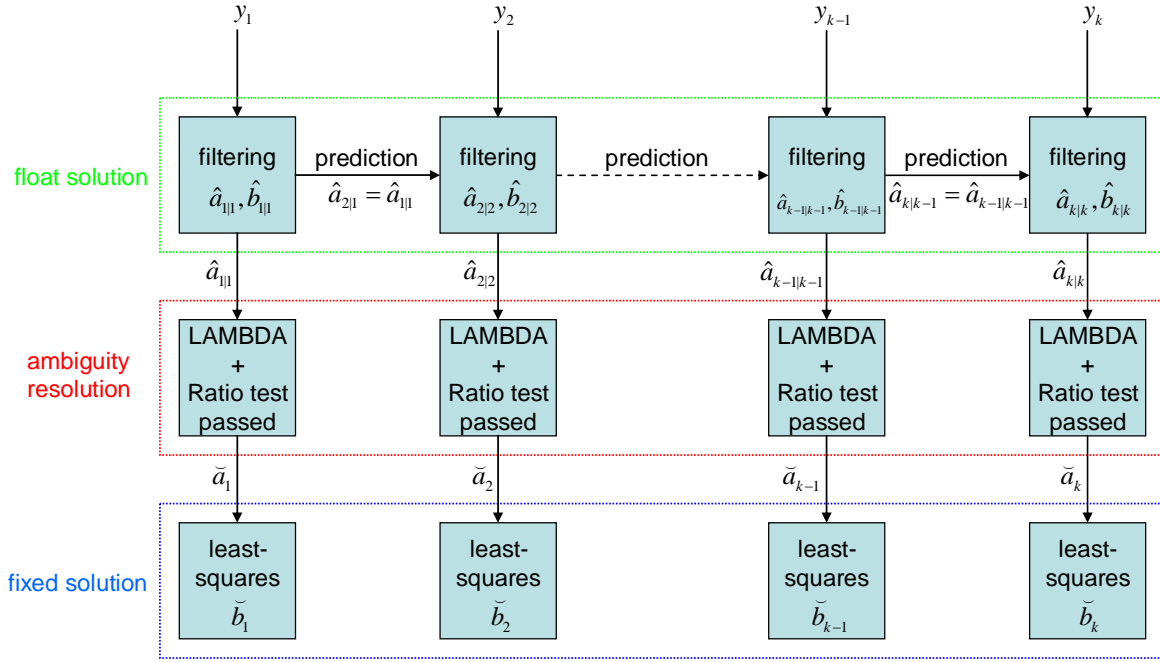 y₁ y₂ yₖ₋₁ yₖ
float solution
filtering
â₁|₁, b̂₁|₁
prediction
â₂|₁ = â₁|₁
filtering
â₂|₂, b̂₂|₂
prediction
filtering
âₖ₋₁|ₖ₋₁, b̂ₖ₋₁|ₖ₋₁
prediction
âₖ|ₖ₋₁ = âₖ₋₁|ₖ₋₁
filtering
âₖ|ₖ, b̂ₖ|ₖ
â₁|₁ â₂|₂ âₖ₋₁|ₖ₋₁ âₖ|ₖ
ambiguity
resolution
LAMBDA
+
Ratio test
passed
LAMBDA
+
Ratio test
passed
LAMBDA
+
Ratio test
passed
LAMBDA
+
Ratio test
passed
ă₁ ă₂ ăₖ₋₁ ăₖ
fixed solution
least-
squares
b̆₁
least-
squares
b̆₂
least-
squares
b̆ₖ₋₁
least-
squares
b̆ₖ